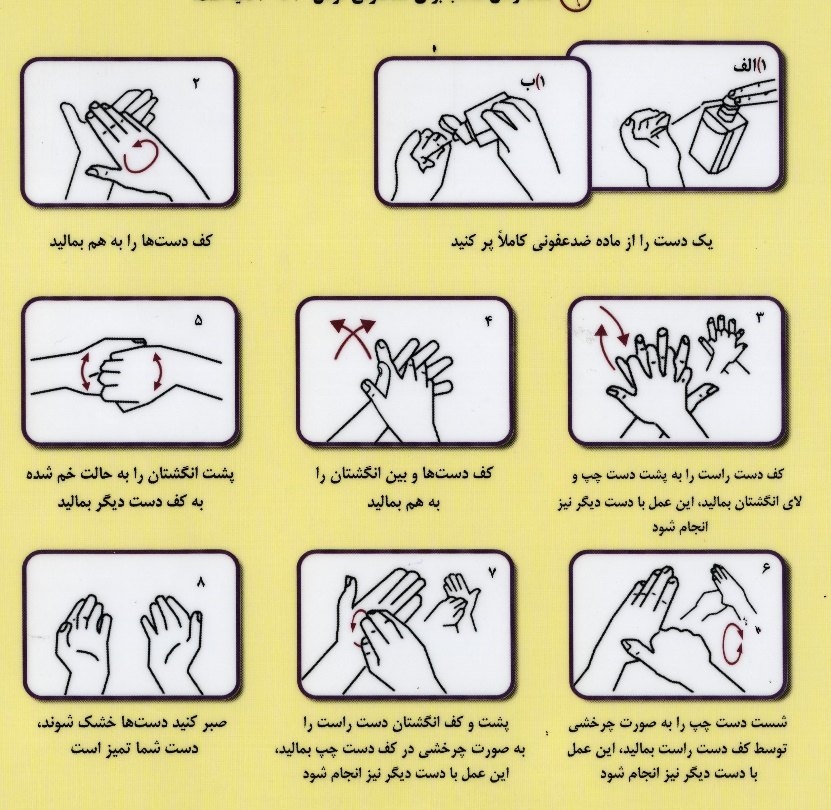 ۱)الف
۱)ب
یک دست را از ماده ضدعفونی کاملاً پر کنید
۲
کف دست‌ها را به هم بمالید
۳
کف دست راست را به پشت دست چپ و
لای انگشتان بمالید، این عمل با دست دیگر نیز
انجام شود
۴
کف دست‌ها و بین انگشتان را
به هم بمالید
۵
پشت انگشتان را به حالت خم شده
به کف دست دیگر بمالید
۶
شست دست چپ را به صورت چرخشی
توسط کف دست راست بمالید، این عمل
با دست دیگر نیز انجام شود
۷
پشت و کف انگشتان دست راست را
به صورت چرخشی در کف دست چپ بمالید،
این عمل با دست دیگر نیز انجام شود
۸
صبر کنید دست‌ها خشک شوند،
دست شما تمیز است